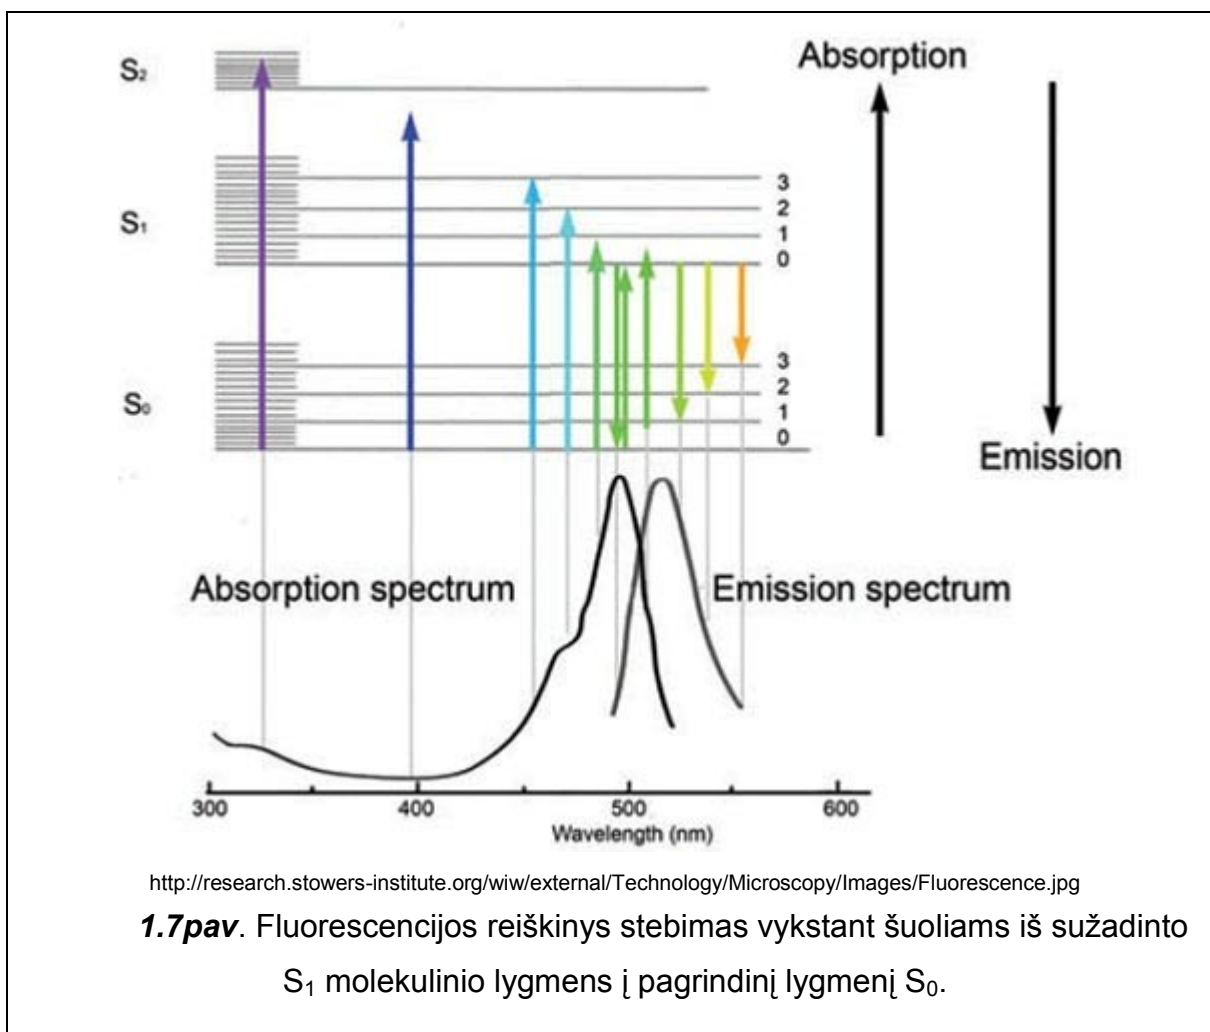 Absorption
S₂
S₁
3
2
1
0
S₀
3
2
1
0
Emission
Absorption spectrum
Emission spectrum
300
400
500
600
Wavelength (nm)
http://research.stowers-institute.org/wiw/external/Technology/Microscopy/Images/Fluorescence.jpg
1.7pav. Fluorescencijos reiškinys stebimas vykstant šuoliams iš sužadinto
S₁ molekulinio lygmens į pagrindinį lygmenį S₀.